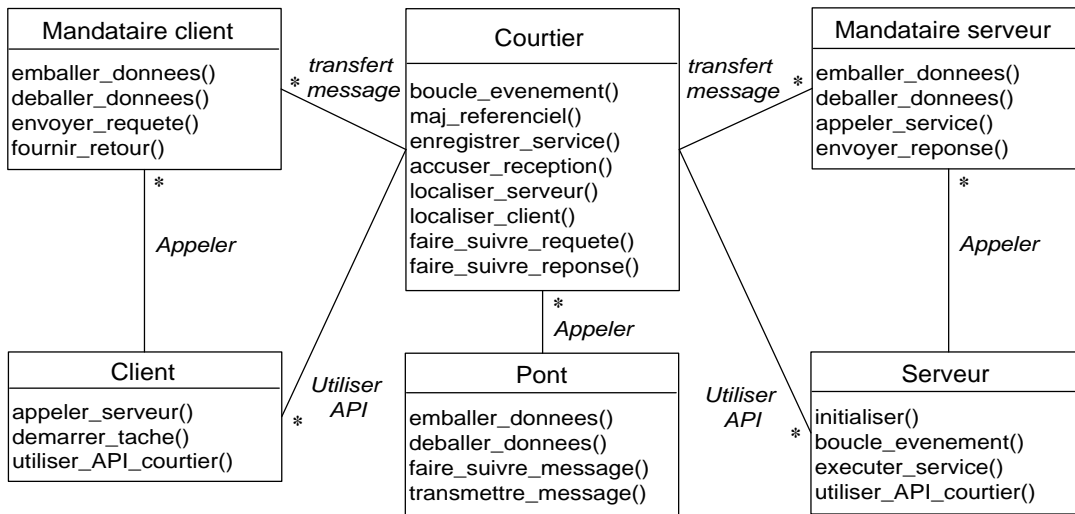 Mandataire client
emballer_donnees()
deballer_donnees()
envoyer_requete()
fournir_retour()
*
transfert
* message
Courtier
boucle_evenement()
maj_referenciel()
enregistrer_service()
accuser_reception()
localiser_serveur()
localiser_client()
faire_suivre_requete()
faire_suivre_reponse()
*
transfert
message *
Mandataire serveur
emballer_donnees()
deballer_donnees()
appeler_service()
envoyer_reponse()
*
Appeler
Appeler
Appeler
Client
appeler_serveur()
demarrer_tache()
utiliser_API_courtier()
Utiliser
API
*
Pont
emballer_donnees()
deballer_donnees()
faire_suivre_message()
transmettre_message()
Utiliser
API
*
Serveur
initialiser()
boucle_evenement()
executer_service()
utiliser_API_courtier()